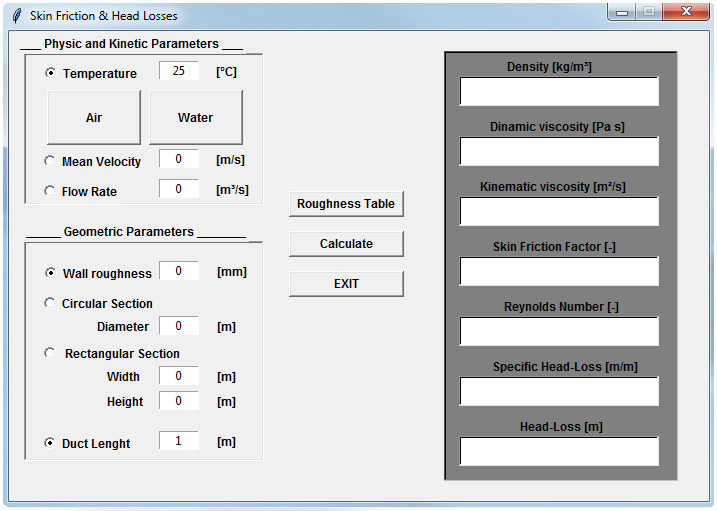 Skin Friction & Head Losses
___ Physic and Kinetic Parameters ___
Temperature 25 [°C]
Air Water
Mean Velocity 0 [m/s]
Flow Rate 0 [m³/s]
_____ Geometric Parameters _______
Wall roughness 0 [mm]
Circular Section
Diameter 0 [m]
Rectangular Section
Width 0 [m]
Height 0 [m]
Duct Lenght 1 [m]
Roughness Table
Calculate
EXIT
Density [kg/m³]
Dinamic viscosity [Pa s]
Kinematic viscosity [m²/s]
Skin Friction Factor [-]
Reynolds Number [-]
Specific Head-Loss [m/m]
Head-Loss [m]